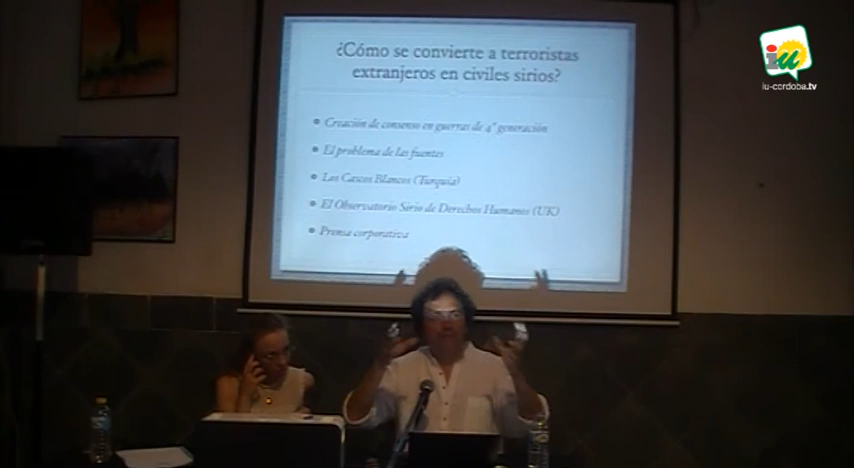 ¿Cómo se convierte a terroristas
extranjeros en civiles sirios?
• Creación de consenso en guerras de 4ª generación
• El problema de las fuentes
• Los Cascos Blancos (Turquía)
• El Observatorio Sirio de Derechos Humanos (UK)
• Prensa corporativa
iu
iu-cordoba.tv